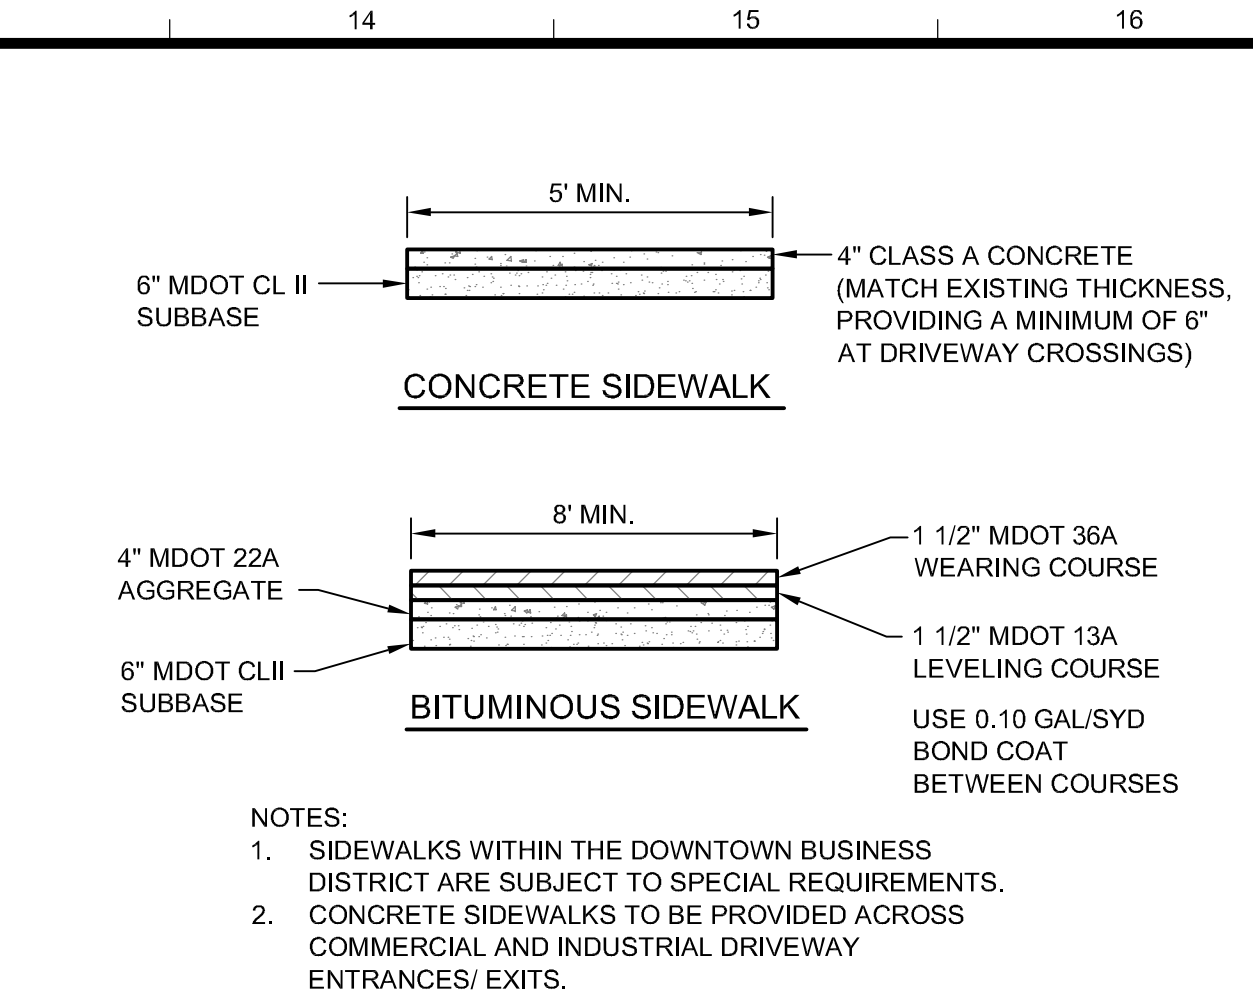 14 15 16
5' MIN.
6" MDOT CL II
SUBBASE
4" CLASS A CONCRETE
(MATCH EXISTING THICKNESS,
PROVIDING A MINIMUM OF 6"
AT DRIVEWAY CROSSINGS)
CONCRETE SIDEWALK
8' MIN.
4" MDOT 22A
AGGREGATE
6" MDOT CLII
SUBBASE
1 1/2" MDOT 36A
WEARING COURSE
1 1/2" MDOT 13A
LEVELING COURSE
USE 0.10 GAL/SYD
BOND COAT
BETWEEN COURSES
BITUMINOUS SIDEWALK
NOTES:
1. SIDEWALKS WITHIN THE DOWNTOWN BUSINESS
DISTRICT ARE SUBJECT TO SPECIAL REQUIREMENTS.
2. CONCRETE SIDEWALKS TO BE PROVIDED ACROSS
COMMERCIAL AND INDUSTRIAL DRIVEWAY
ENTRANCES/ EXITS.